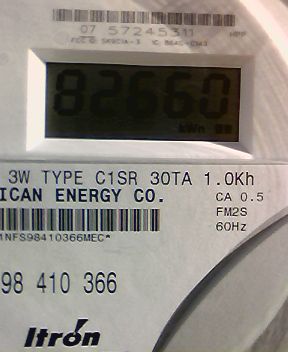 07 57245311
82660
kWh
3W TYPE C1SR 30TA 1.0Kh
ICAN ENERGY CO.
CA 0.5
FM2S
60Hz
1NFS98410366MEC*
98 410 366
Itrón